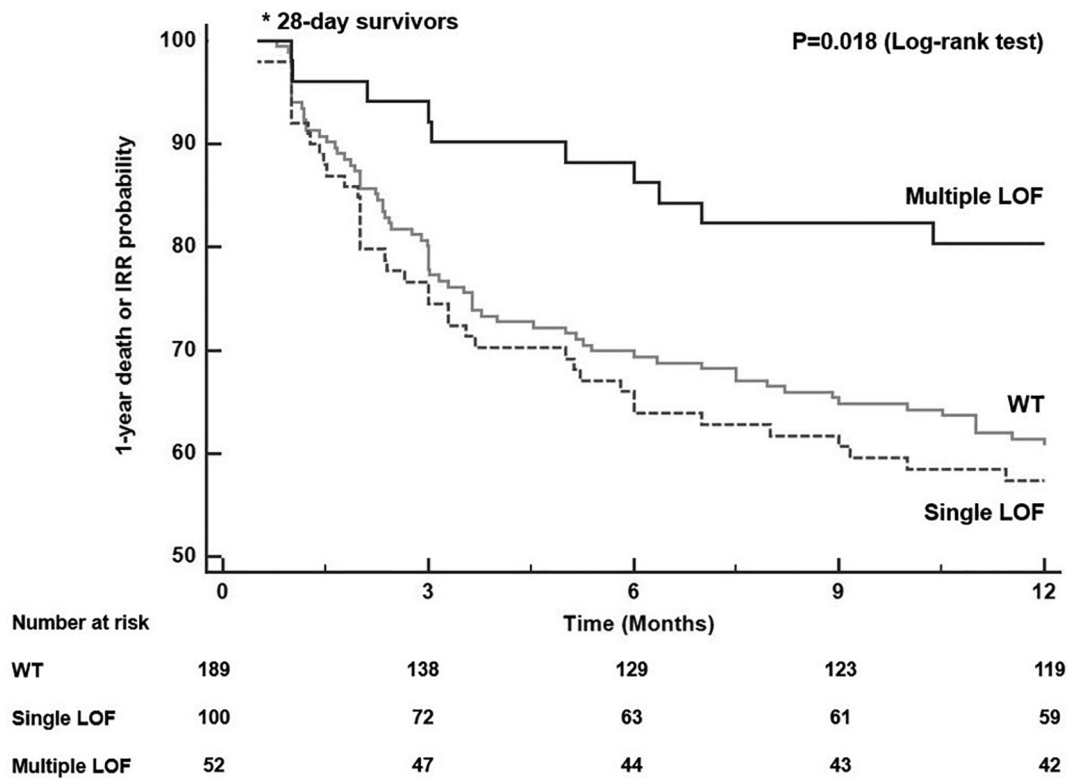 * 28-day survivors
P=0.018 (Log-rank test)
100
90
80
70
60
50
1-year death or IRR probability
Multiple LOF
WT
Single LOF
0 3 6 9 12
Time (Months)
Number at risk
WT 189 138 129 123 119
Single LOF 100 72 63 61 59
Multiple LOF 52 47 44 43 42